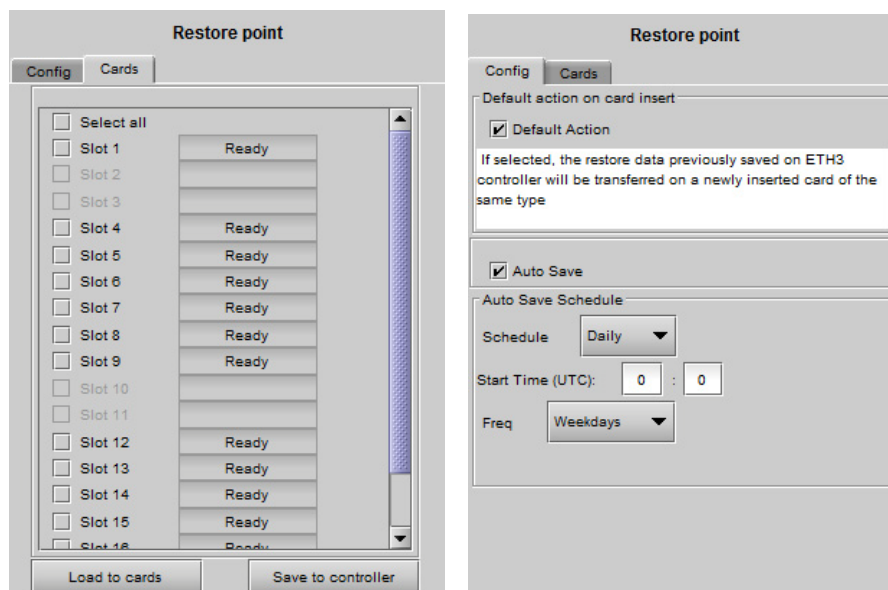 Restore point
Config Cards
Select all
Slot 1 Ready
Slot 2
Slot 3
Slot 4 Ready
Slot 5 Ready
Slot 6 Ready
Slot 7 Ready
Slot 8 Ready
Slot 9 Ready
Slot 10
Slot 11
Slot 12 Ready
Slot 13 Ready
Slot 14 Ready
Slot 15 Ready
Slot 16 Ready
Load to cards Save to controller
Restore point
Config Cards
Default action on card insert
Default Action
If selected, the restore data previously saved on ETH3
controller will be transferred on a newly inserted card of the
same type
Auto Save
Auto Save Schedule
Schedule Daily
Start Time (UTC): 0 : 0
Freq Weekdays